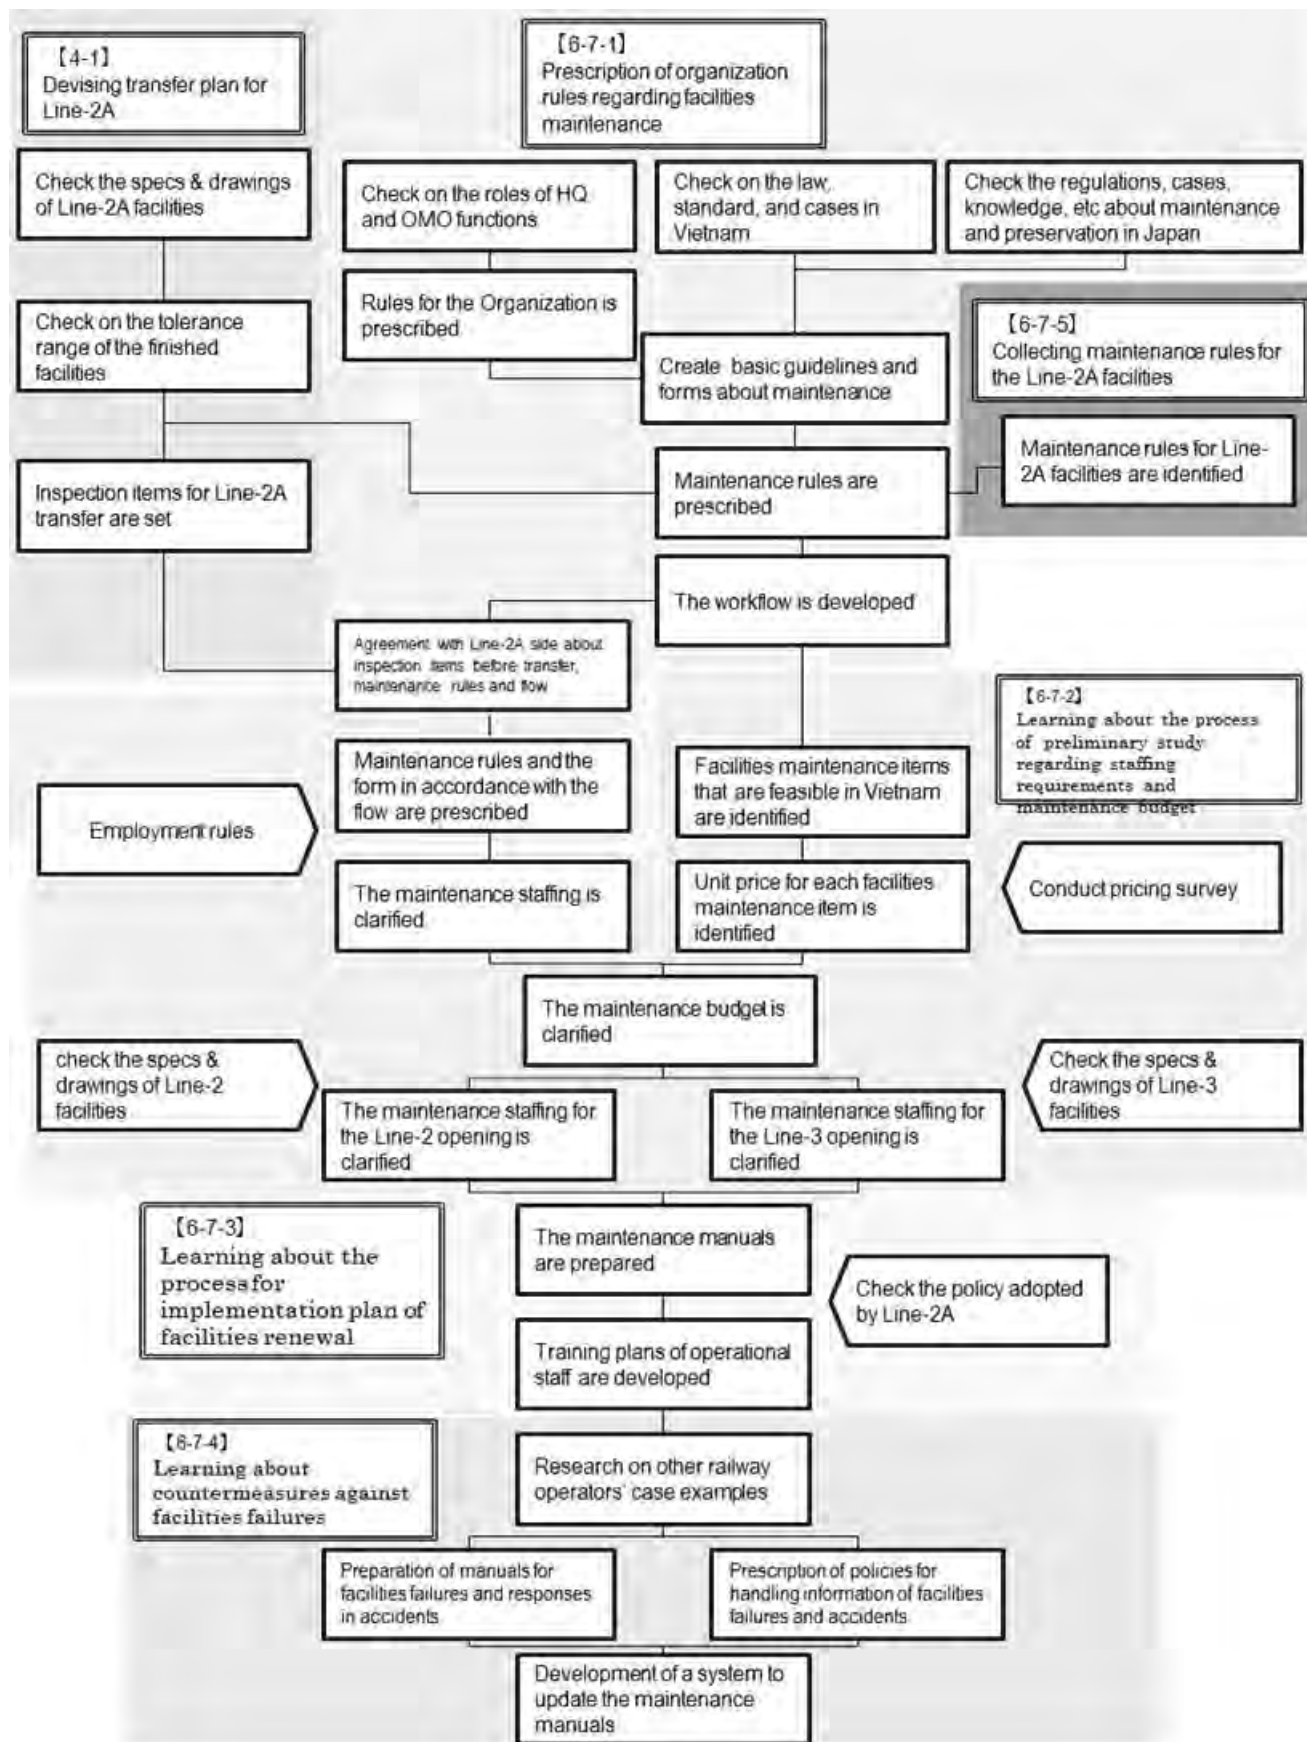 【4-1】
Devising transfer plan for
Line-2A
【6-7-1】
Prescription of organization
rules regarding facilities
maintenance
Check the specs & drawings
of Line-2A facilities
Check on the roles of HQ
and OMO functions
Check on the law,
standard, and cases in
Vietnam
Check the regulations, cases,
knowledge, etc about maintenance
and preservation in Japan
Check on the tolerance
range of the finished
facilities
Rules for the Organization is
prescribed
Create basic guidelines and
forms about maintenance
【6-7-5】
Collecting maintenance rules for
the Line-2A facilities
Maintenance rules for Line-
2A facilities are identified
Inspection items for Line-2A
transfer are set
Maintenance rules are
prescribed
The workflow is developed
Agreement with Line-2A side about
inspection items before transfer,
maintenance rules and flow
【6-7-2】
Learning about the process
of preliminary study
regarding staffing
requirements and
maintenance budget
Employment rules
Maintenance rules and the
form in accordance with the
flow are prescribed
Facilities maintenance items
that are feasible in Vietnam
are identified
The maintenance staffing is
clarified
Unit price for each facilities
maintenance item is
identified
Conduct pricing survey
The maintenance budget is
clarified
check the specs &
drawings of Line-2
facilities
The maintenance staffing for
the Line-2 opening is
clarified
The maintenance staffing for
the Line-3 opening is
clarified
Check the specs &
drawings of Line-3
facilities
【6-7-3】
Learning about the
process for
implementation plan of
facilities renewal
The maintenance manuals
are prepared
Check the policy adopted
by Line-2A
Training plans of operational
staff are developed
【6-7-4】
Learning about
countermeasures against
facilities failures
Research on other railway
operators' case examples
Preparation of manuals for
facilities failures and responses
in accidents
Prescription of policies for
handling information of facilities
failures and accidents
Development of a system to
update the maintenance
manuals